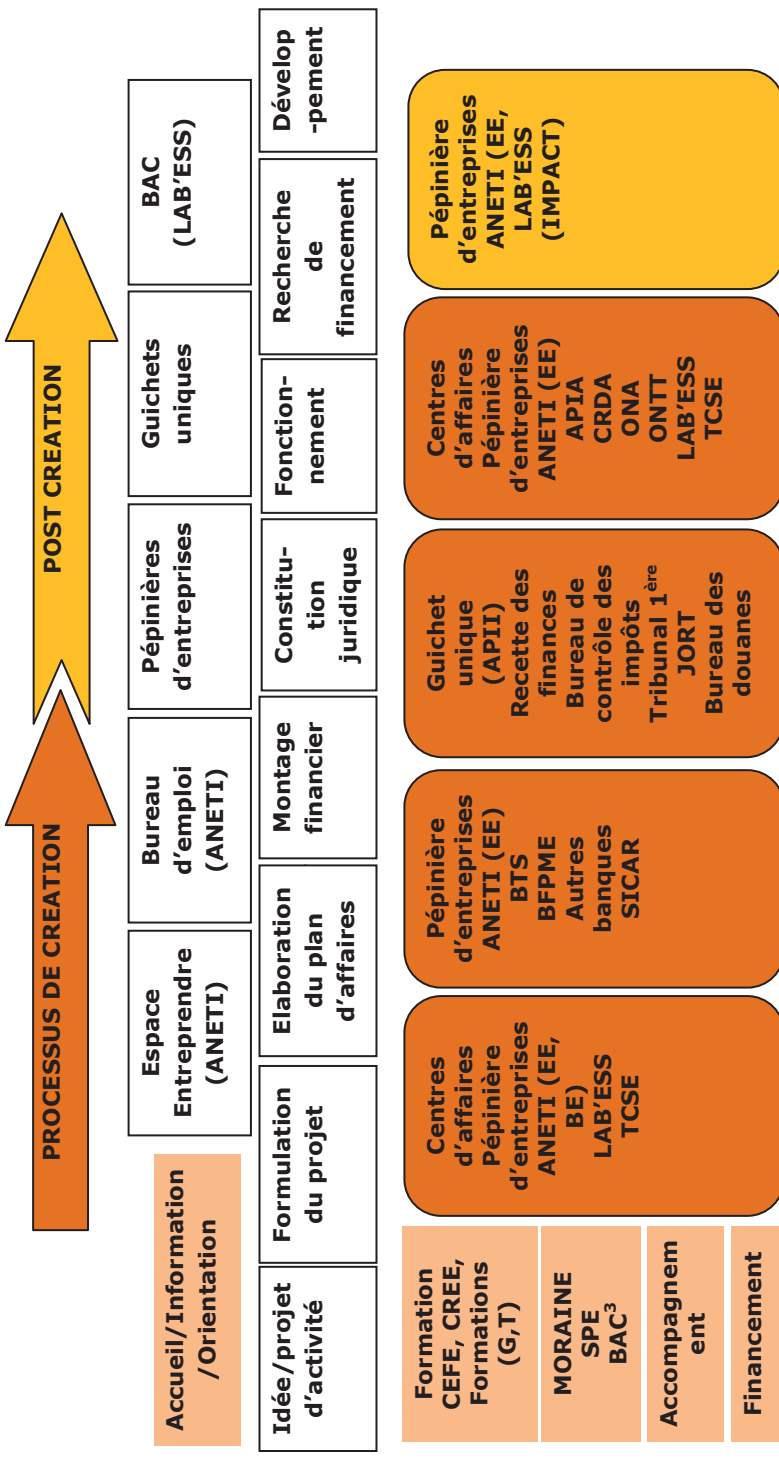 PROCESSUS DE CREATION
POST CREATION
Accueil/Information
/Orientation
Espace
Entreprendre
(ANETI)
Bureau
d'emploi
(ANETI)
Pépinières
d'entreprises
Guichets
uniques
BAC
(LAB'ESS)
Idée/projet
d'activité
Formulation
du projet
Elaboration
du plan
d'affaires
Montage
financier
Constitu-
tion
juridique
Fonction-
nement
Recherche
de
financement
Dévelop
-pement
Formation
CEFE, CREE,
Formations
(G,T)
MORAINE
SPE
BAC³
Accompagnem
ent
Financement
Centres
d'affaires
Pépinière
d'entreprises
ANETI (EE,
BE)
LAB'ESS
TCSE
Pépinière
d'entreprises
ANETI (EE)
BTS
BFPME
Autres
banques
SICAR
Guichet
unique
(APII)
Recette des
finances
Bureau de
contrôle des
impôts
Tribunal 1ère
JORT
Bureau des
douanes
Centres
d'affaires
Pépinière
d'entreprises
ANETI (EE)
APIA
CRDA
ONA
ONTT
LAB'ESS
TCSE
Pépinière
d'entreprises
ANETI (EE,
LAB'ESS
(IMPACT)